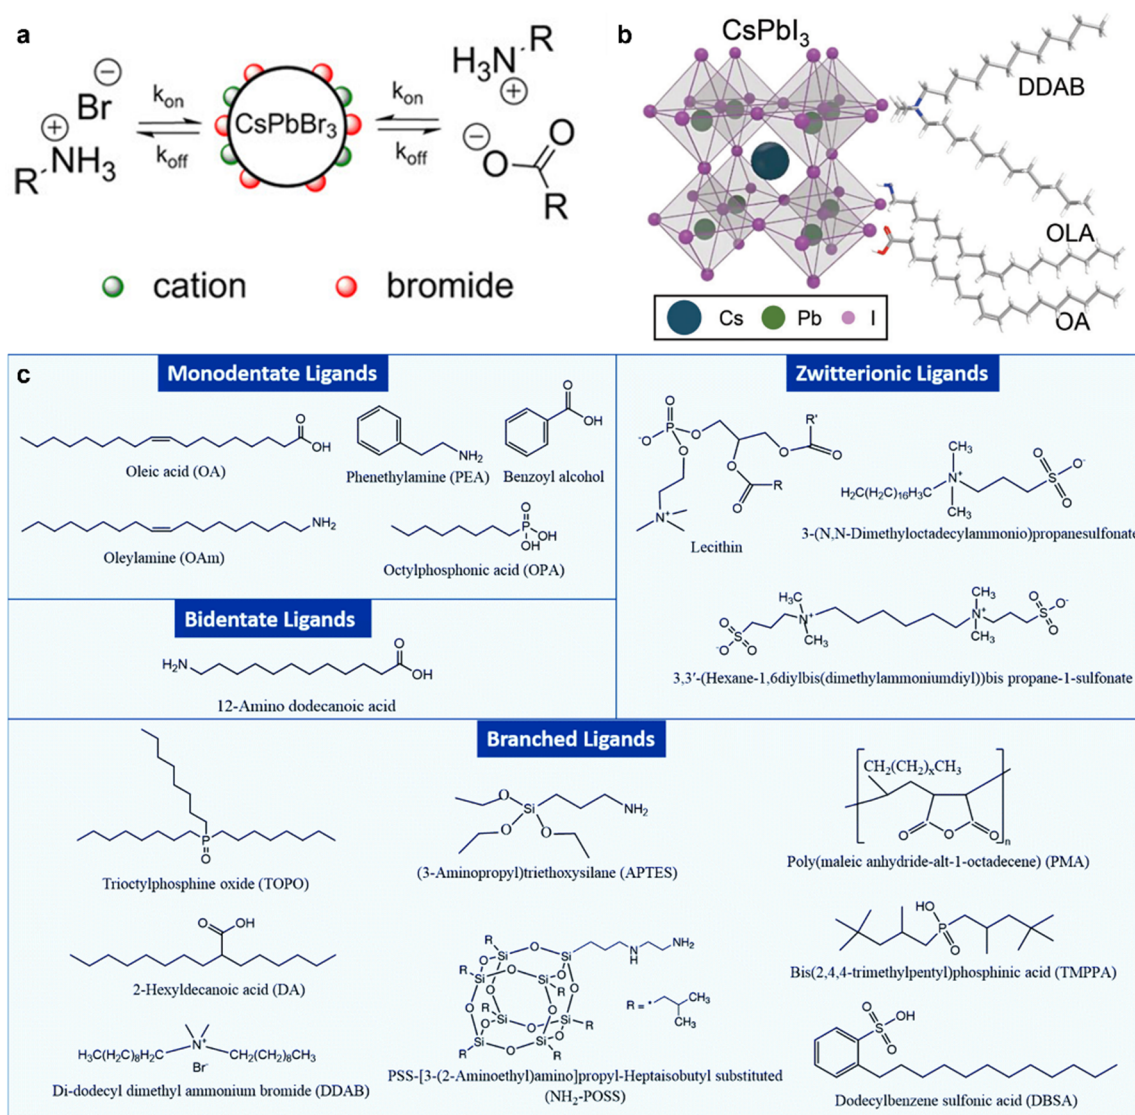 a
Br
⊖
⊕
R
NH3
kon
koff
CsPbBr3
kon
koff
H3N
R
⊕
⊖
O
O
R
cation
bromide
b
CsPbI3
DDAB
OLA
OA
Cs
Pb
I
c
Monodentate Ligands
O
OH
Oleic acid (OA)
NH2
Phenethylamine (PEA)
O
OH
Benzoyl alcohol
NH2
Oleylamine (OAm)
O
P
OH
OH
Octylphosphonic acid (OPA)
Bidentate Ligands
H2N
O
OH
12-Amino dodecanoic acid
Zwitterionic Ligands
O
-O
P
O
O
O
O
O
R'
R
O
N+
Lecithin
H3C(H2C)16H2C
CH3
N+
CH3
O
S
O-
O
3-(N,N-Dimethyloctadecylammonio)propanesulfonate
-O
S
O
O
H3C
CH3
N+
CH3
CH3
N+
CH3
O
S
O-
O
3,3′-(Hexane-1,6diylbis(dimethylammoniumdiyl))bis propane-1-sulfonate
Branched Ligands
P
O
Trioctylphosphine oxide (TOPO)
O
O
O
Si
NH2
(3-Aminopropyl)triethoxysilane (APTES)
CH2(CH2)xCH3
O
O
O
n
Poly(maleic anhydride-alt-1-octadecene) (PMA)
O
OH
2-Hexyldecanoic acid (DA)
HO
P
O
Bis(2,4,4-trimethylpentyl)phosphinic acid (TMPPA)
H3C(H2C)8H2C
N+
CH2(CH2)8CH3
Br-
Di-dodecyl dimethyl ammonium bromide (DDAB)
R
Si
O
Si
N
H
NH2
R =
CH3
CH3
PSS-[3-(2-Aminoethyl)amino]propyl-Heptaisobutyl substituted
(NH2-POSS)
O
S
OH
O
Dodecylbenzene sulfonic acid (DBSA)